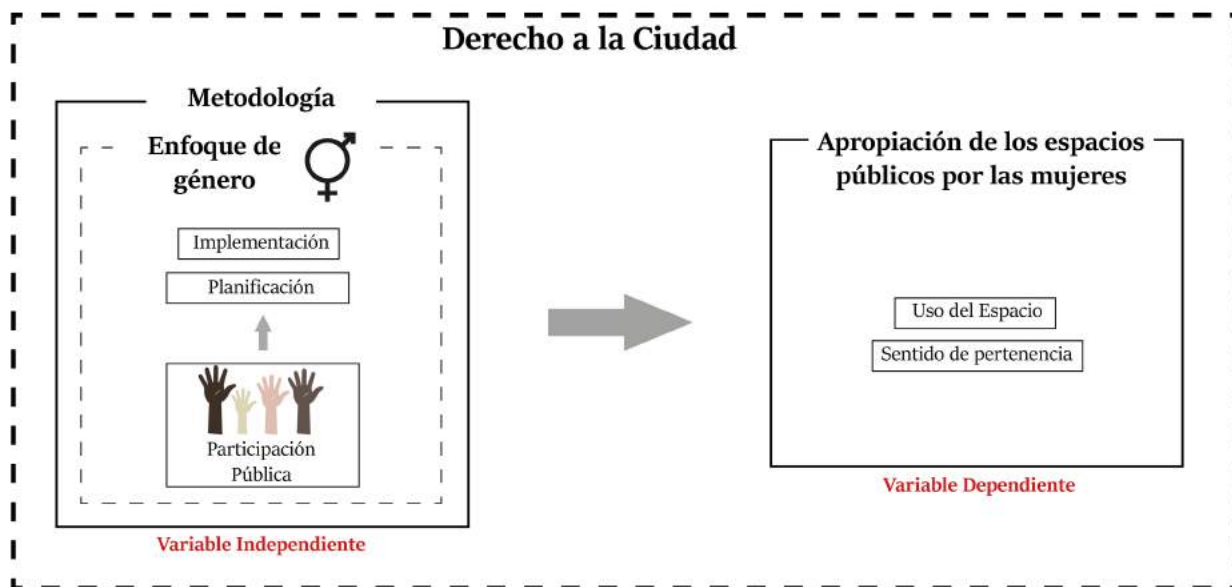 Derecho a la Ciudad
Metodología
Enfoque de
género
Implementación
Planificación
Participación
Pública
Variable Independiente
Apropiación de los espacios
públicos por las mujeres
Uso del Espacio
Sentido de pertenencia
Variable Dependiente